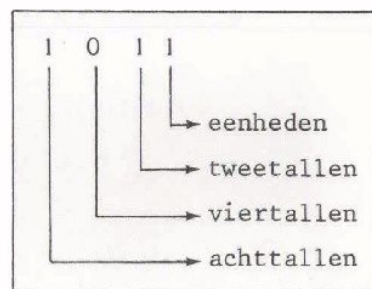 1 0 1 1
eenheden
tweetallen
viertallen
achttallen